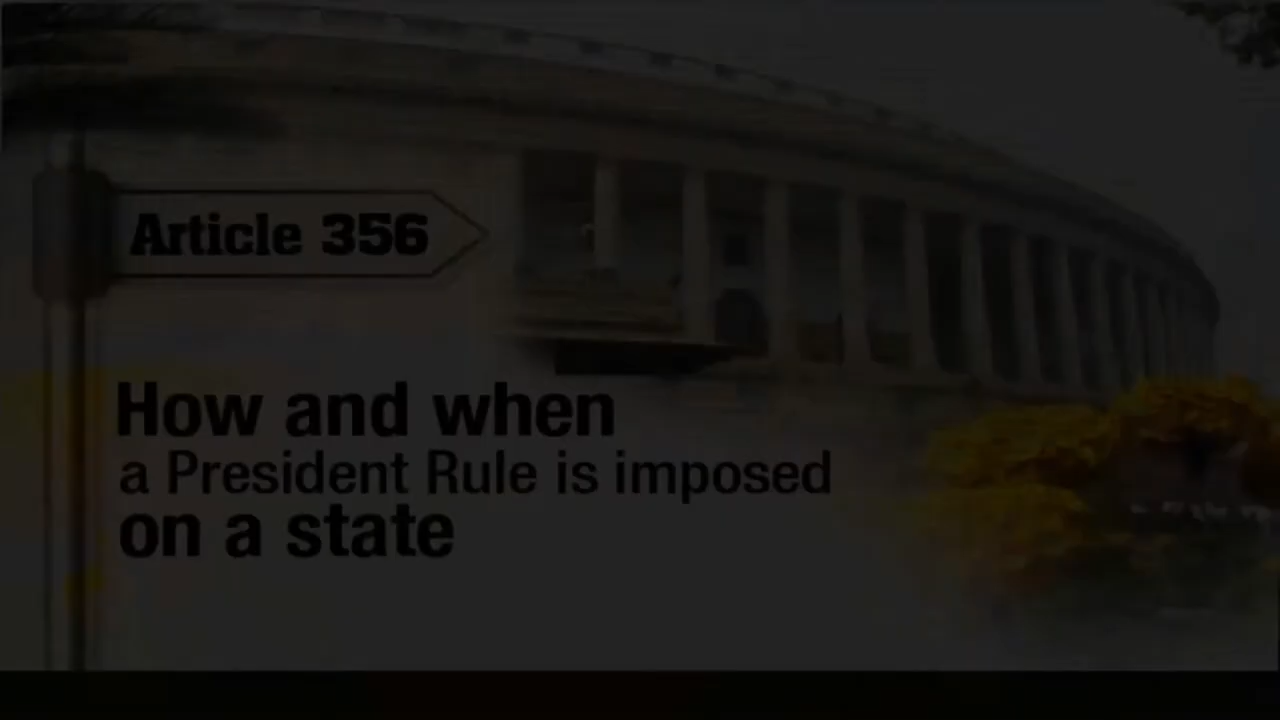 Article 356
How and when
a President Rule is imposed
on a state